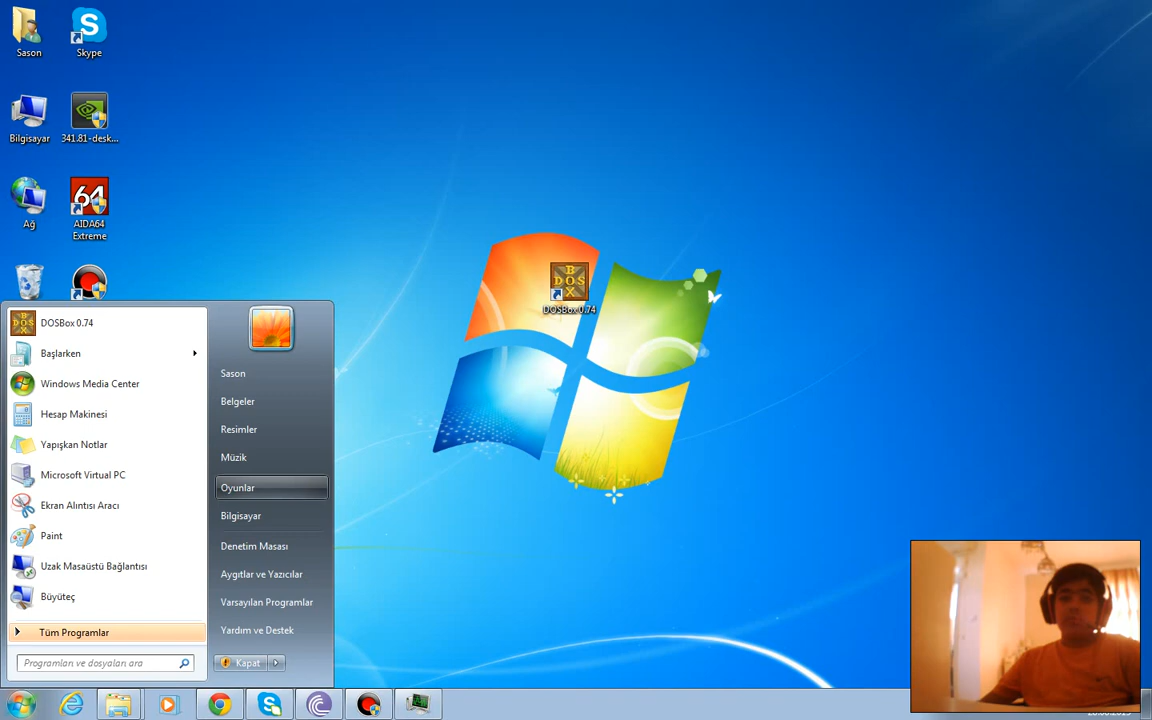 Sason
Skype
Bilgisayar
341.81-desk...
Ağ
64
AIDA64
Extreme
BOX
DOS
DOSBox 0.74
DOSBox 0.74
Başlarken
Windows Media Center
Hesap Makinesi
Yapışkan Notlar
Microsoft Virtual PC
Ekran Alıntısı Aracı
Paint
Uzak Masaüstü Bağlantısı
Büyüteç
Tüm Programlar
Programları ve dosyaları ara
Sason
Belgeler
Resimler
Müzik
Oyunlar
Bilgisayar
Denetim Masası
Aygıtlar ve Yazıcılar
Varsayılan Programlar
Yardım ve Destek
Kapat